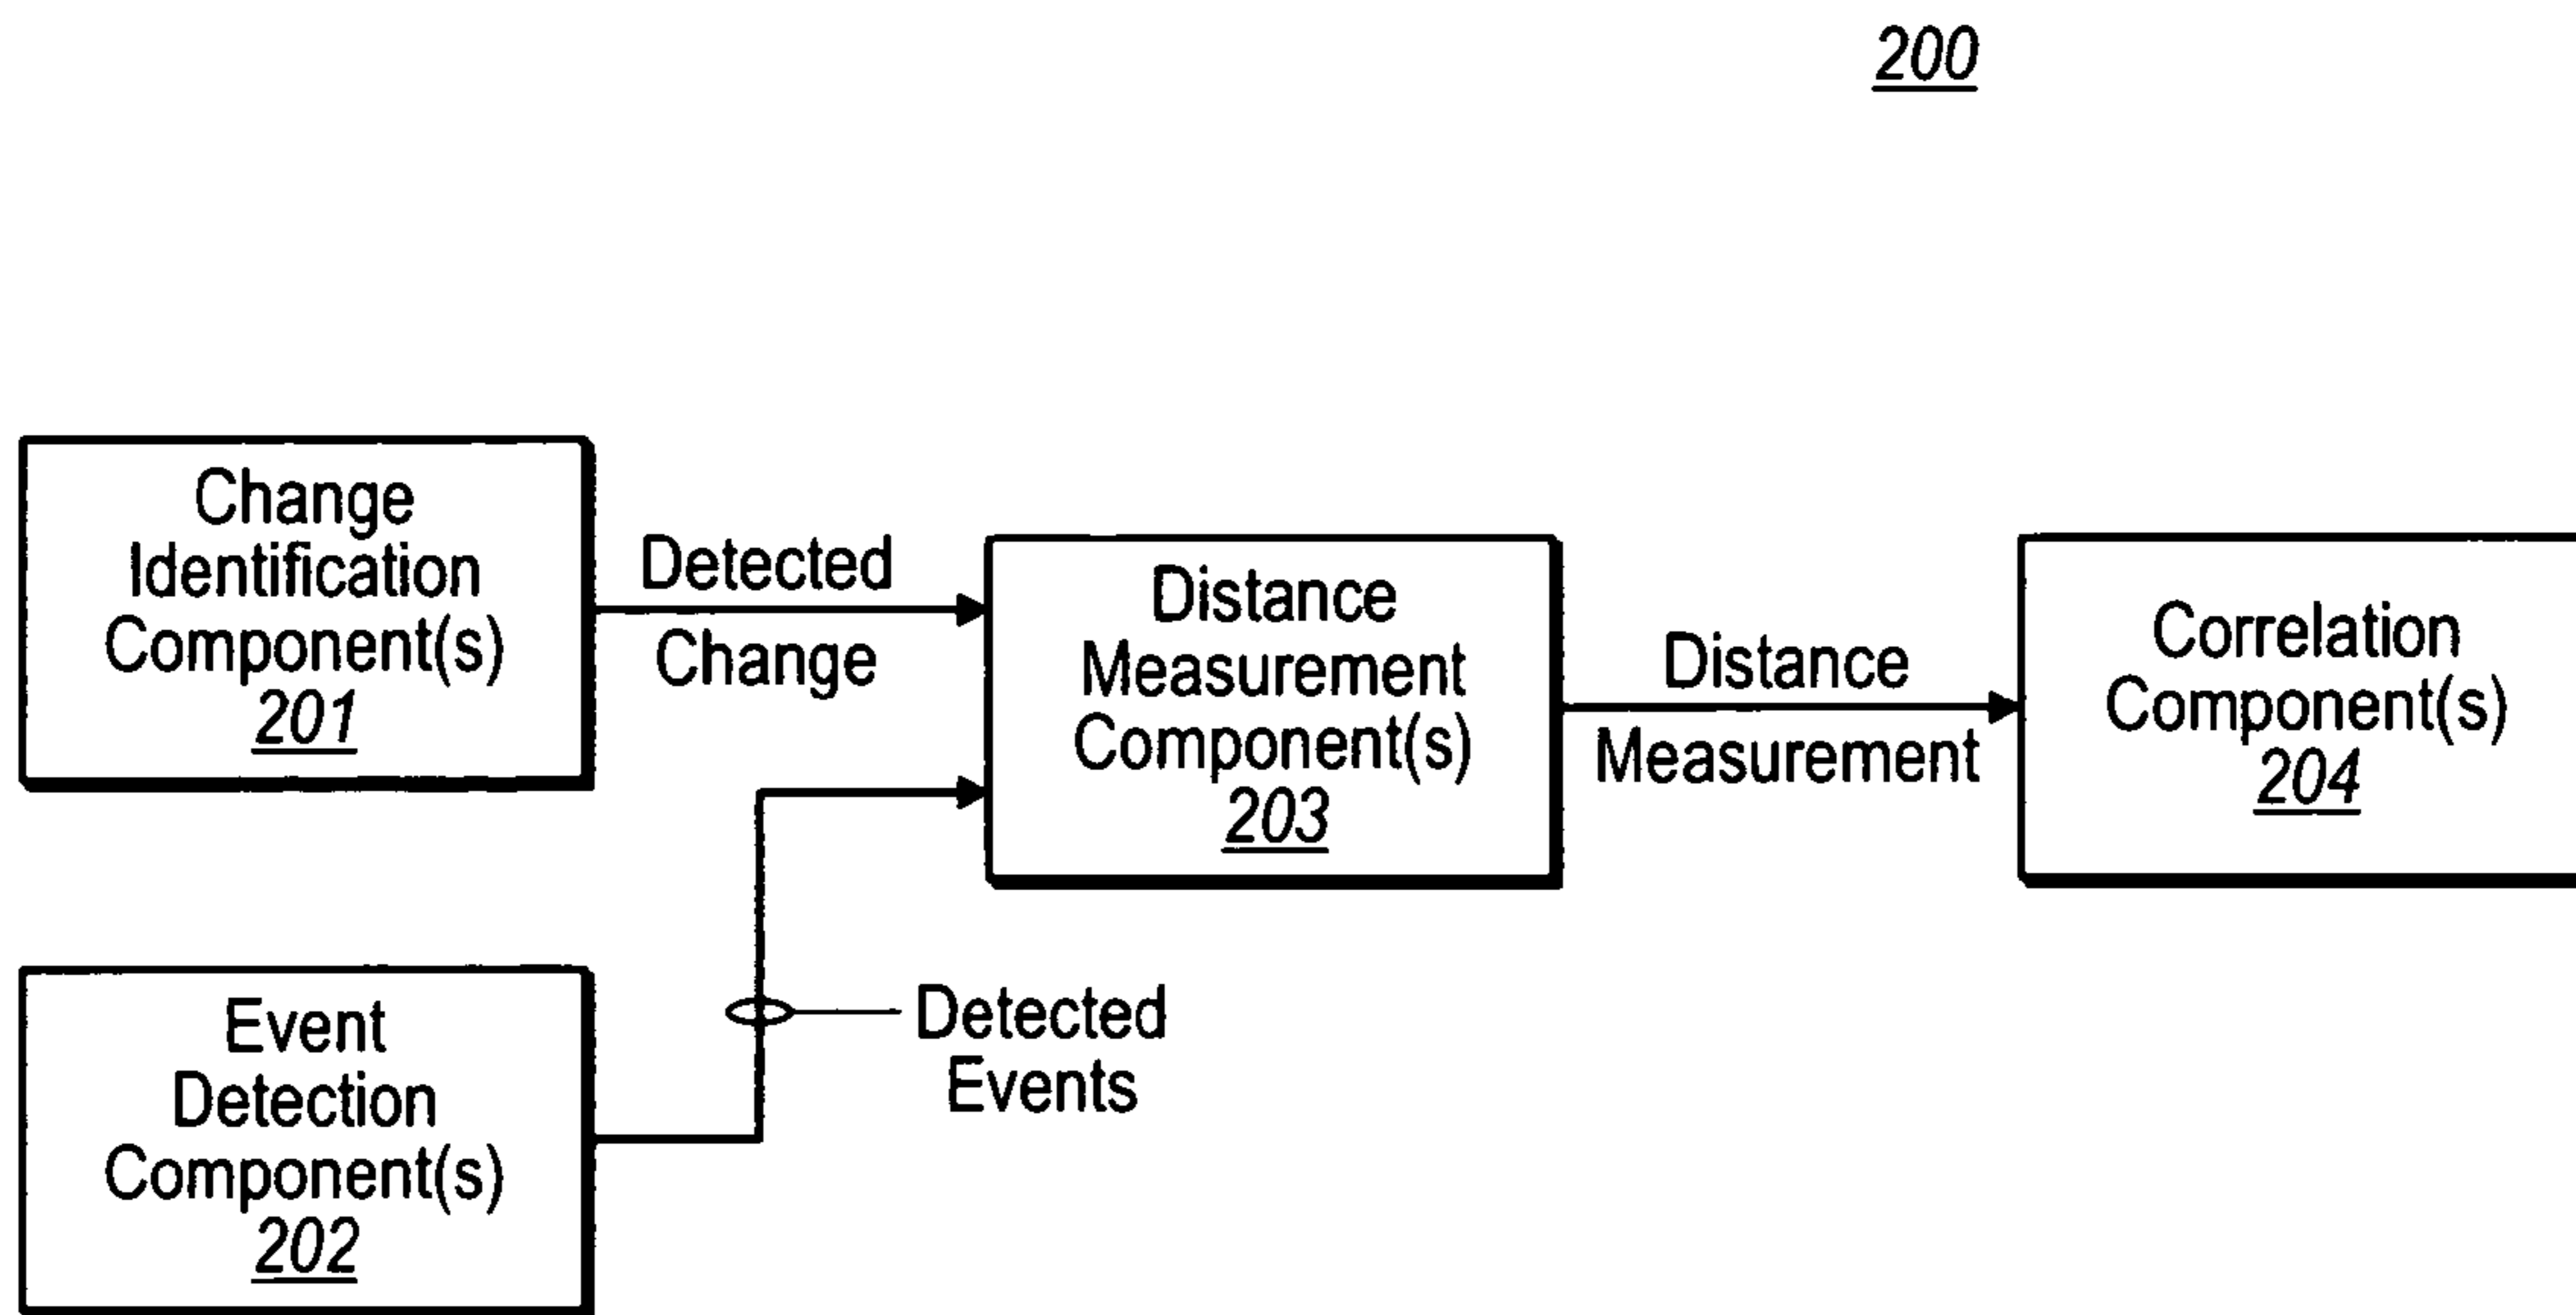 200
Change
Identification
Component(s)
201
Detected
Change
Distance
Measurement
Component(s)
203
Distance
Measurement
Correlation
Component(s)
204
Event
Detection
Component(s)
202
Detected
Events